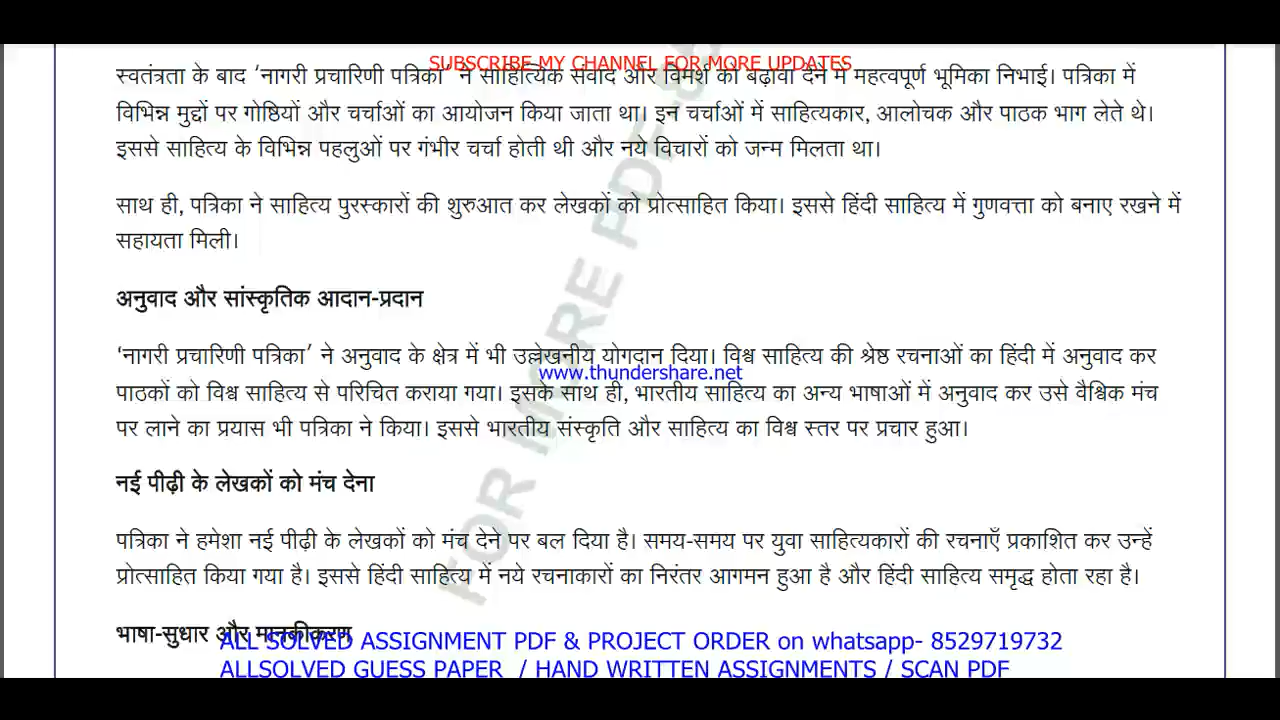 SUBSCRIBE MY CHANNEL FOR MORE UPDATES
स्वतंत्रता के बाद ‘नागरी प्रचारिणी पत्रिका’ ने साहित्यिक संवाद और विमर्श को बढ़ावा देने में महत्वपूर्ण भूमिका निभाई। पत्रिका में
विभिन्न मुद्दों पर गोष्ठियों और चर्चाओं का आयोजन किया जाता था। इन चर्चाओं में साहित्यकार, आलोचक और पाठक भाग लेते थे।
इससे साहित्य के विभिन्न पहलुओं पर गंभीर चर्चा होती थी और नये विचारों को जन्म मिलता था।
साथ ही, पत्रिका ने साहित्य पुरस्कारों की शुरुआत कर लेखकों को प्रोत्साहित किया। इससे हिंदी साहित्य में गुणवत्ता को बनाए रखने में
सहायता मिली।
अनुवाद और सांस्कृतिक आदान-प्रदान
‘नागरी प्रचारिणी पत्रिका’ ने अनुवाद के क्षेत्र में भी उल्लेखनीय योगदान दिया। विश्व साहित्य की श्रेष्ठ रचनाओं का हिंदी में अनुवाद कर
www.thundershare.net
पाठकों को विश्व साहित्य से परिचित कराया गया। इसके साथ ही, भारतीय साहित्य का अन्य भाषाओं में अनुवाद कर उसे वैश्विक मंच
पर लाने का प्रयास भी पत्रिका ने किया। इससे भारतीय संस्कृति और साहित्य का विश्व स्तर पर प्रचार हुआ।
नई पीढ़ी के लेखकों को मंच देना
पत्रिका ने हमेशा नई पीढ़ी के लेखकों को मंच देने पर बल दिया है। समय-समय पर युवा साहित्यकारों की रचनाएँ प्रकाशित कर उन्हें
प्रोत्साहित किया गया है। इससे हिंदी साहित्य में नये रचनाकारों का निरंतर आगमन हुआ है और हिंदी साहित्य समृद्ध होता रहा है।
भाषा-सुधार और मानकीकरण
ALL SOLVED ASSIGNMENT PDF & PROJECT ORDER on whatsapp- 8529719732
ALLSOLVED GUESS PAPER / HAND WRITTEN ASSIGNMENTS / SCAN PDF
FOR MORE PDF-85